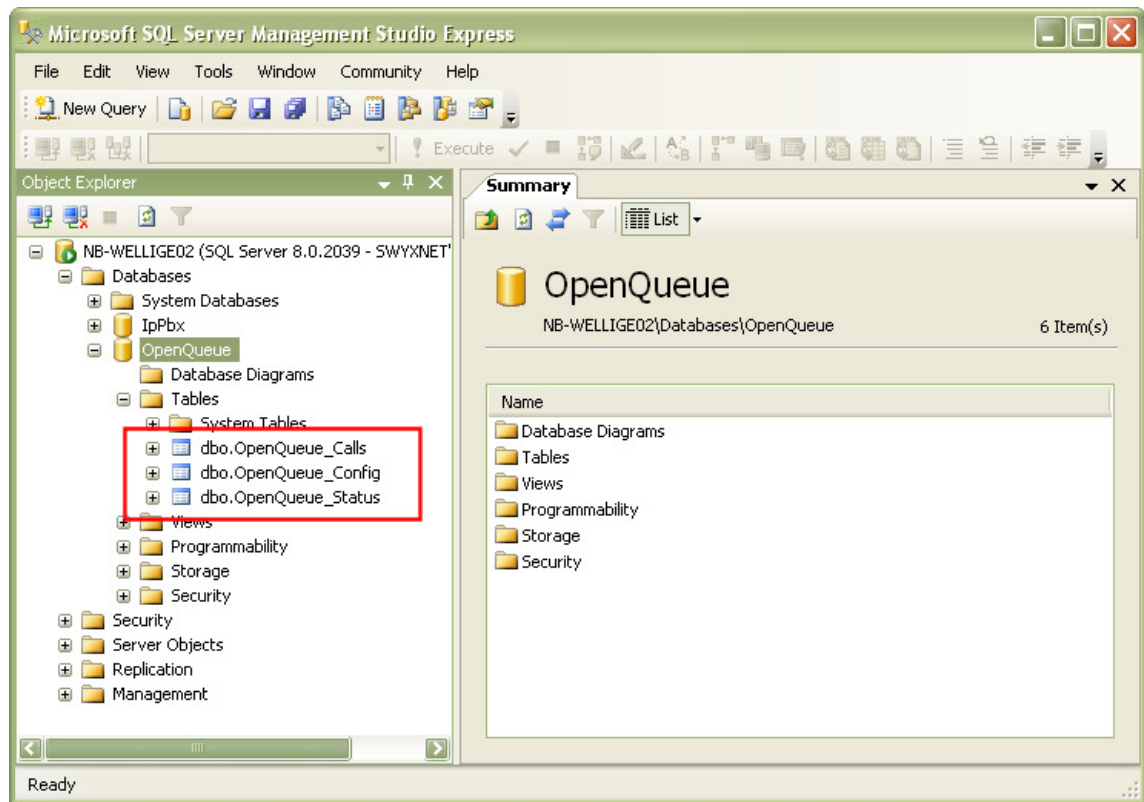 Microsoft SQL Server Management Studio Express
File Edit View Tools Window Community Help
New Query
Execute
Object Explorer
NB-WELLIGE02 (SQL Server 8.0.2039 - SWYXNET'
Databases
System Databases
IpPbx
OpenQueue
Database Diagrams
Tables
System Tables
dbo.OpenQueue_Calls
dbo.OpenQueue_Config
dbo.OpenQueue_Status
Views
Programmability
Storage
Security
Security
Server Objects
Replication
Management
Summary
List
OpenQueue
NB-WELLIGE02\Databases\OpenQueue 6 Item(s)
Name
Database Diagrams
Tables
Views
Programmability
Storage
Security
Ready